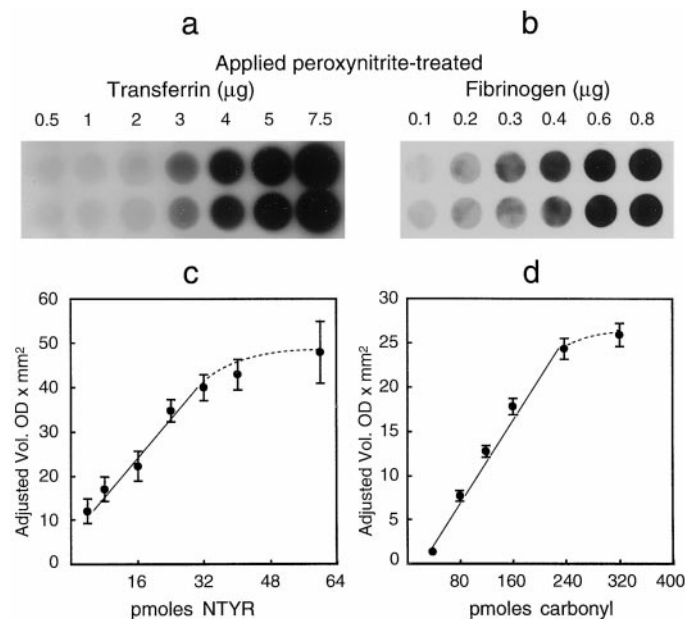 a b
Applied peroxynitrite-treated
Transferrin (μg) Fibrinogen (μg)
0.5 1 2 3 4 5 7.5 0.1 0.2 0.3 0.4 0.6 0.8
c d
Adjusted Vol. OD x mm²
60
50
40
30
20
10
0
16 32 48 64
pmoles NTYR
Adjusted Vol. OD x mm²
30
25
20
15
10
5
0
80 160 240 320 400
pmoles carbonyl